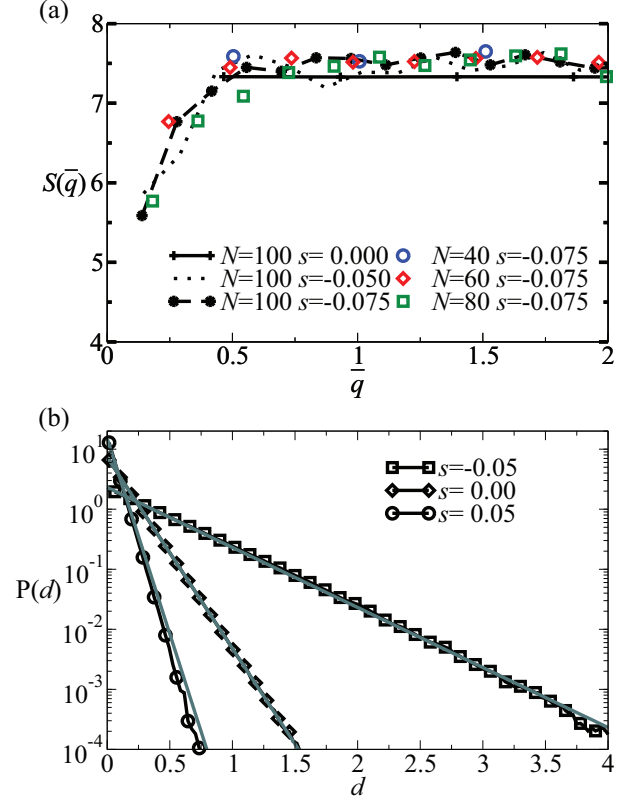 (a)
8
7
6
5
4
S(q̄)
N=100 s= 0.000
N=100 s=-0.050
N=100 s=-0.075
N=40 s=-0.075
N=60 s=-0.075
N=80 s=-0.075
0 0.5 1 1.5 2
q̄
(b)
10¹
10⁰
10⁻¹
10⁻²
10⁻³
10⁻⁴
P(d)
s=-0.05
s= 0.00
s= 0.05
0 0.5 1 1.5 2 2.5 3 3.5 4
d